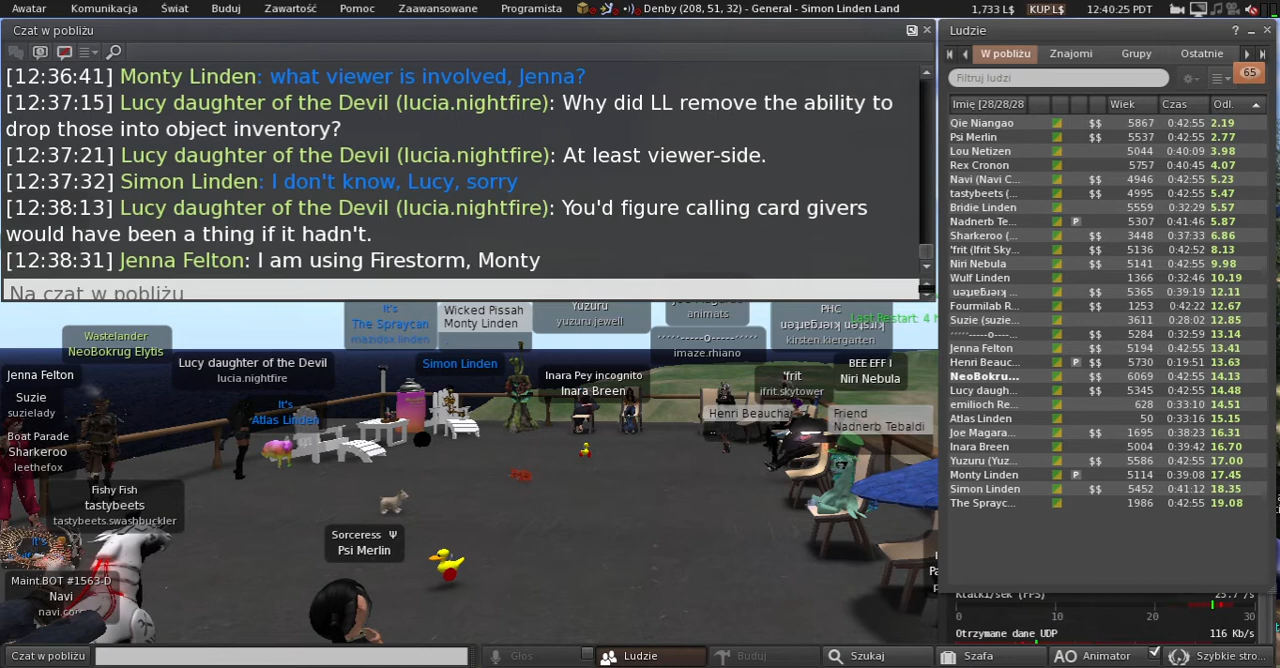 Awatar Komunikacja Świat Buduj Zawartość Pomoc Zaawansowane Programista Denby (208, 51, 32) - General - Simon Linden Land 1,733 L$ KUP L$ 12:40:25 PDT
Czat w pobliżu
[12:36:41] Monty Linden: what viewer is involved, Jenna?
[12:37:15] Lucy daughter of the Devil (lucia.nightfire): Why did LL remove the ability to
drop those into object inventory?
[12:37:21] Lucy daughter of the Devil (lucia.nightfire): At least viewer-side.
[12:37:32] Simon Linden: I don't know, Lucy, sorry
[12:38:13] Lucy daughter of the Devil (lucia.nightfire): You'd figure calling card givers
would have been a thing if it hadn't.
[12:38:31] Jenna Felton: I am using Firestorm, Monty
Na czat w pobliżu
Ludzie
W pobliżu Znajomi Grupy Ostatnie
Filtruj ludzi
65
Imię [28/28/28 Wiek Czas Odl.
Qie Niangao $$ 5867 0:42:55 2.19
Psi Merlin $$ 5537 0:42:55 2.77
Lou Netizen 5044 0:40:09 3.98
Rex Cronon 5757 0:40:45 4.07
Navi (Navi C... $$ 4946 0:42:55 5.23
tastybeets (... $$ 4995 0:42:55 5.47
Bridie Linden 5559 0:32:29 5.57
Nadnerb Te... P 5307 0:41:46 5.87
Sharkeroo (... $$ 3448 0:37:33 6.86
'frit (Ifrit Sky... $$ 5136 0:42:52 8.13
Niri Nebula $$ 5141 0:42:55 9.98
Wulf Linden 1366 0:32:46 10.19
$$ 5365 0:39:19 12.11
Fourmilab R... $$ 1253 0:42:22 12.67
Suzie (suzie... 3611 0:28:02 12.85
$$ 5284 0:32:59 13.14
Jenna Felton $$ 5194 0:42:55 13.41
Henri Beauc... P $$ 5730 0:19:51 13.63
NeoBokru... $$ 6069 0:42:55 14.13
Lucy daugh... $$ 5345 0:42:55 14.48
emilioch Re... 628 0:33:10 14.51
Atlas Linden 50 0:33:16 15.15
Joe Magara... $$ 1695 0:38:23 16.31
Inara Breen 5004 0:39:42 16.70
Yuzuru (Yuz... $$ 5586 0:42:55 17.00
Monty Linden P 5114 0:39:08 17.45
Simon Linden $$ 5452 0:41:12 18.35
The Sprayc... 1986 0:42:55 19.08
It's
The Spraycan
mazidox.linden
Wicked Pissah
Monty Linden
Yuzuru
yuzuru.jewell
animats
PHC
kirsten.kiergarten
Last Restart: 4 h
Wastelander
NeoBokrug Elytis
imaze.rhiano
Lucy daughter of the Devil
lucia.nightfire
Simon Linden
Jenna Felton
Inara Pey incognito
Inara Breen
'frit
ifrit.skytower
BEE EFF I
Niri Nebula
Suzie
suzielady
It's
Atlas Linden
Henri Beauchar
Friend
Nadnerb Tebaldi
Boat Parade
Sharkeroo
leethefox
Fishy Fish
tastybeets
tastybeets.swashbuckler
Sorceress Ψ
Psi Merlin
It's
Maint.BOT #1563-D
Navi
Klatki/sek (FPS) 25.7 /s
0 10 20 30
Otrzymane dane UDP 116 Kb/s
Czat w pobliżu Głos Ludzie Buduj Szukaj Szafa AO Animator Szybkie stro...